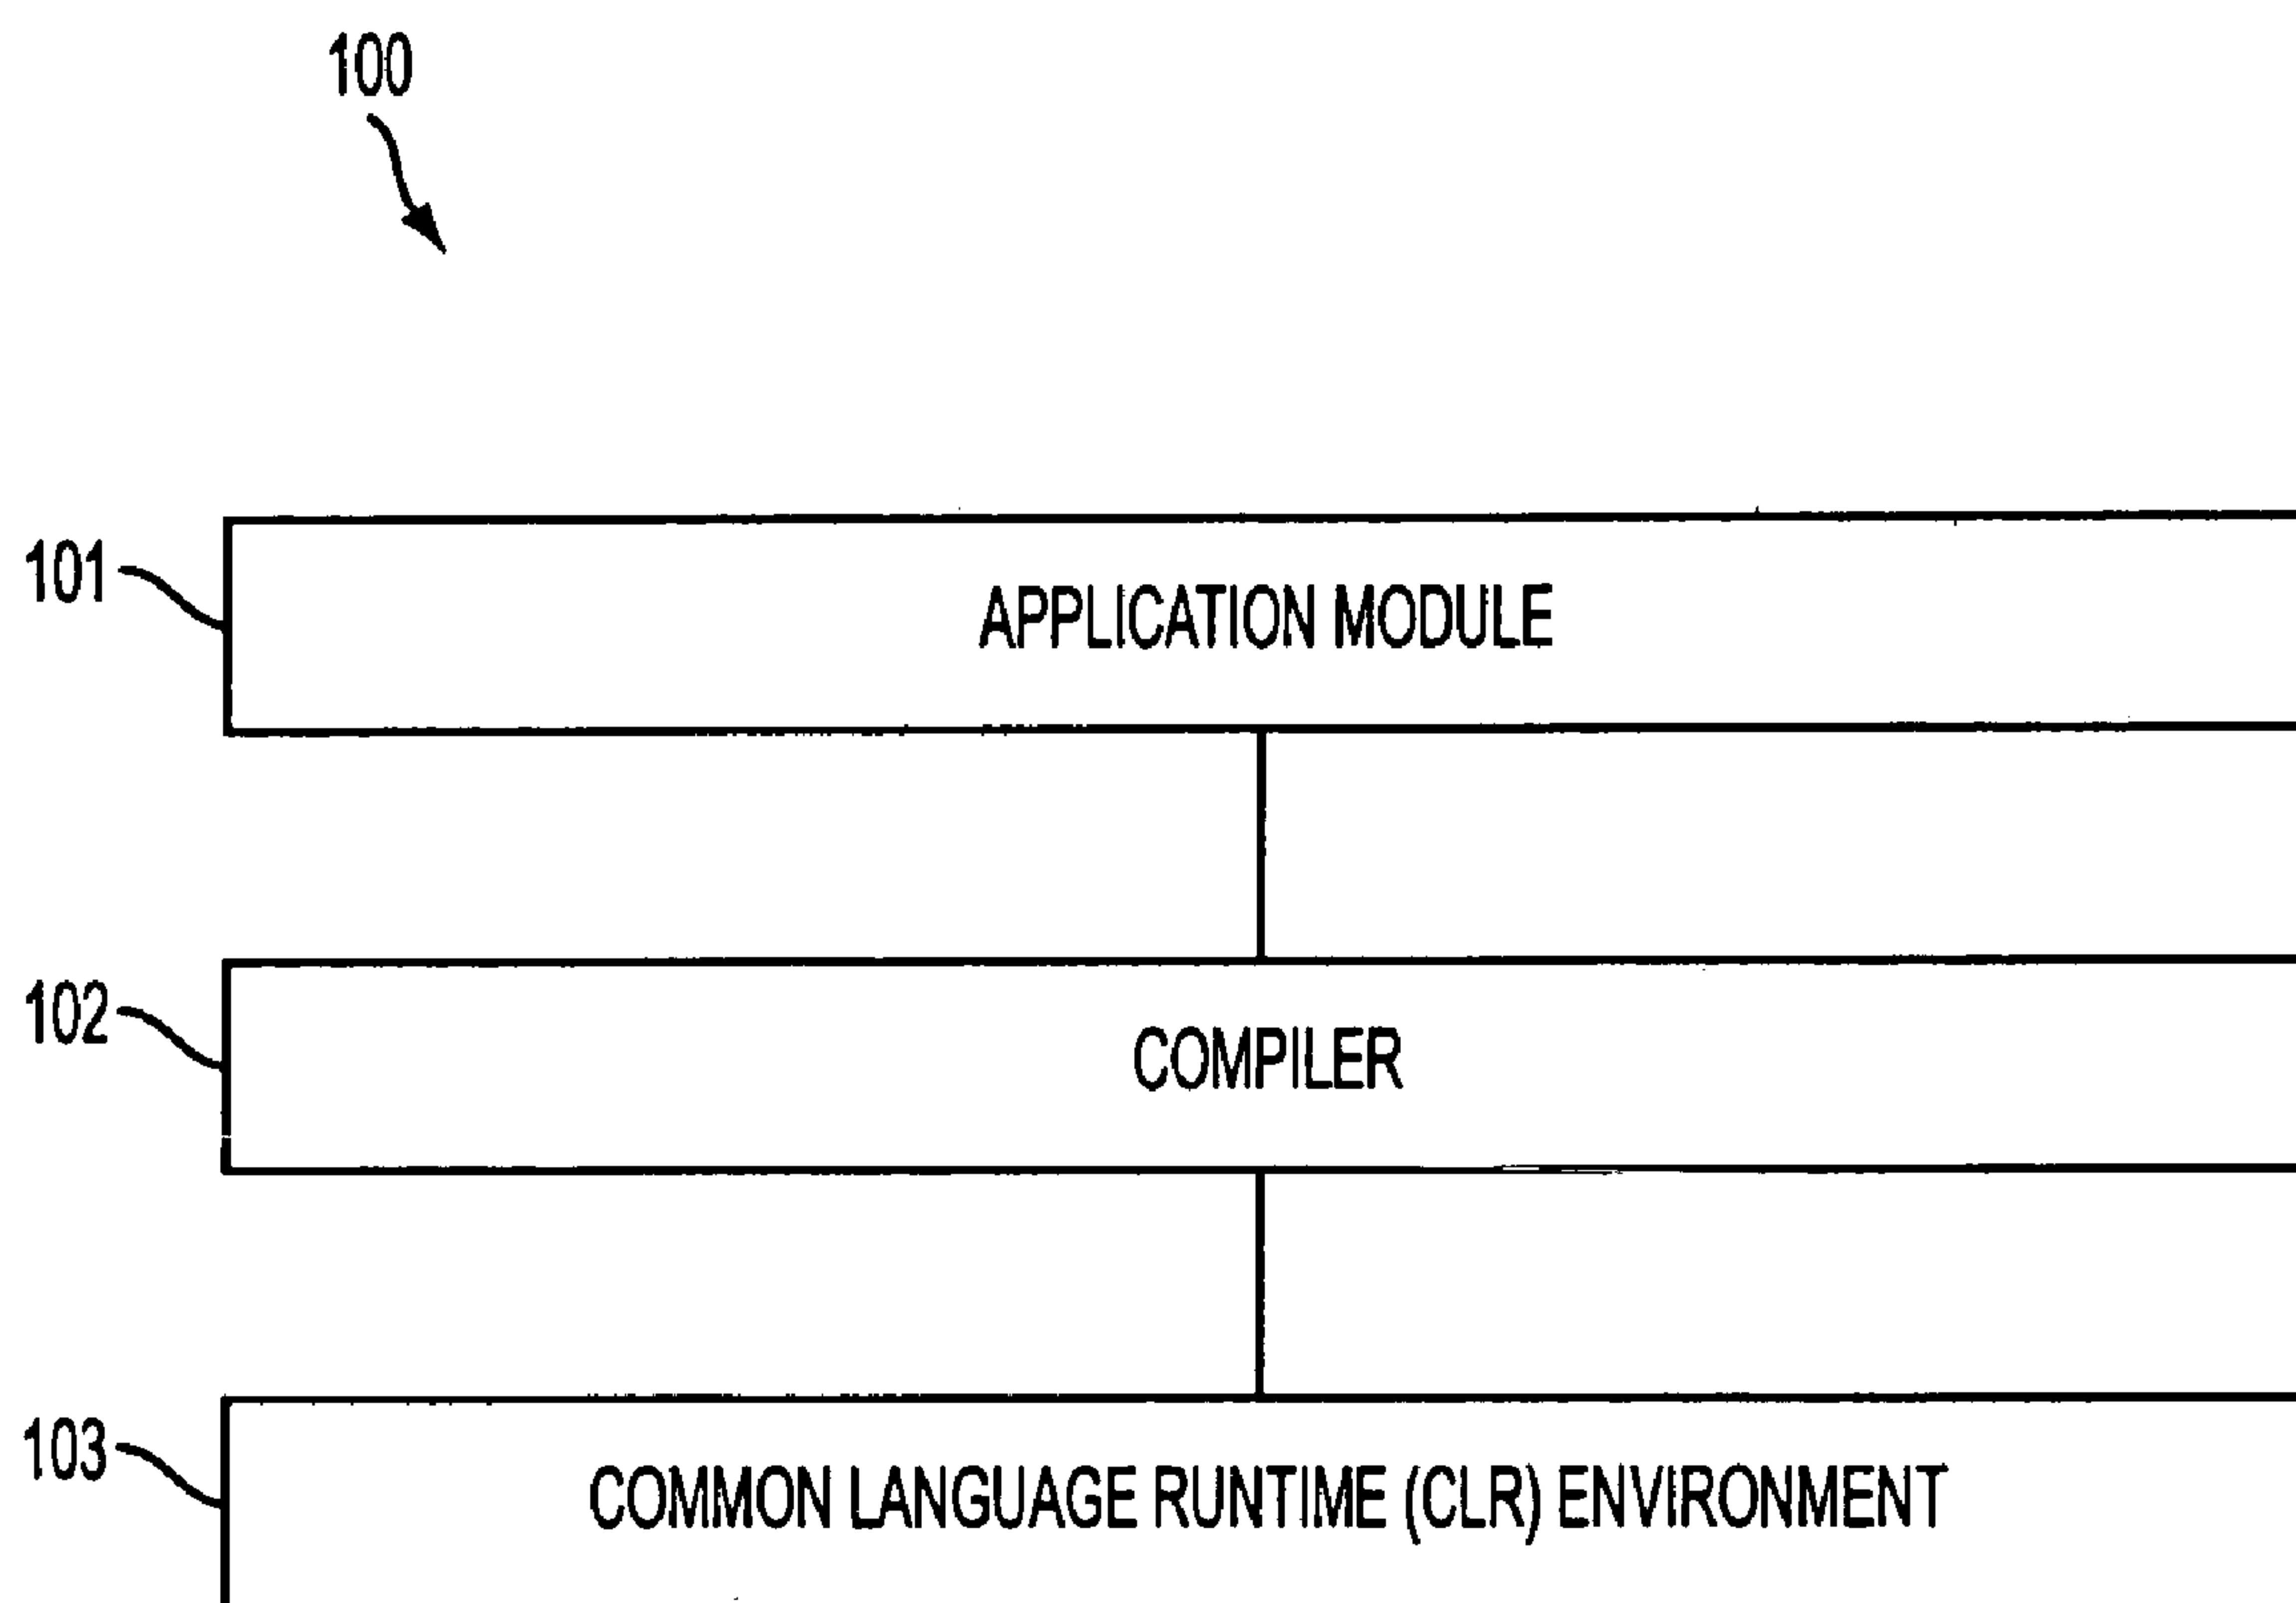 100
101
APPLICATION MODULE
102
COMPILER
103
COMMON LANGUAGE RUNTIME (CLR) ENVIRONMENT